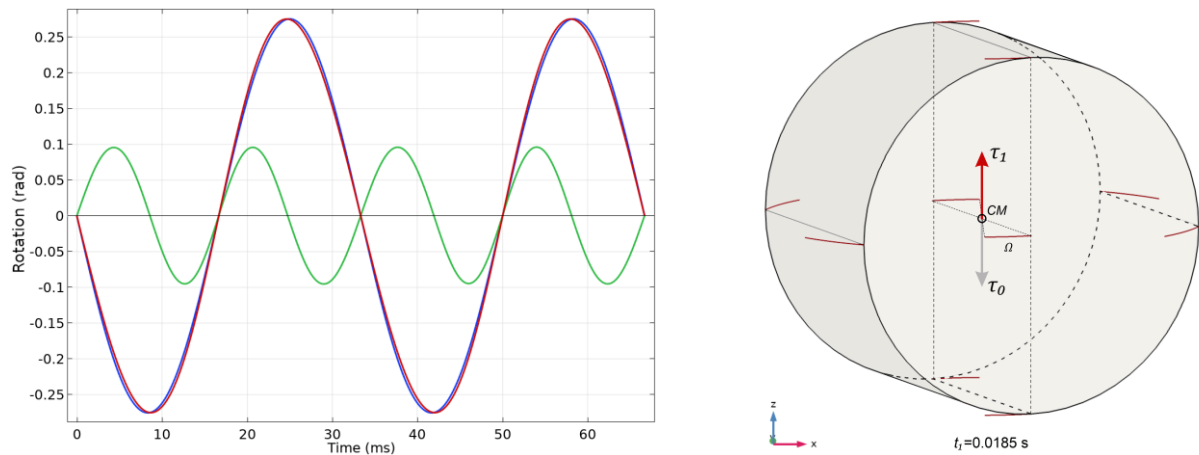 0.25
0.2
0.15
0.1
0.05
0
-0.05
-0.1
-0.15
-0.2
-0.25
Rotation (rad)
0 10 20 30 40 50 60
Time (ms)
τ1
CM
Ω
τ0
z
x
t1=0.0185 s